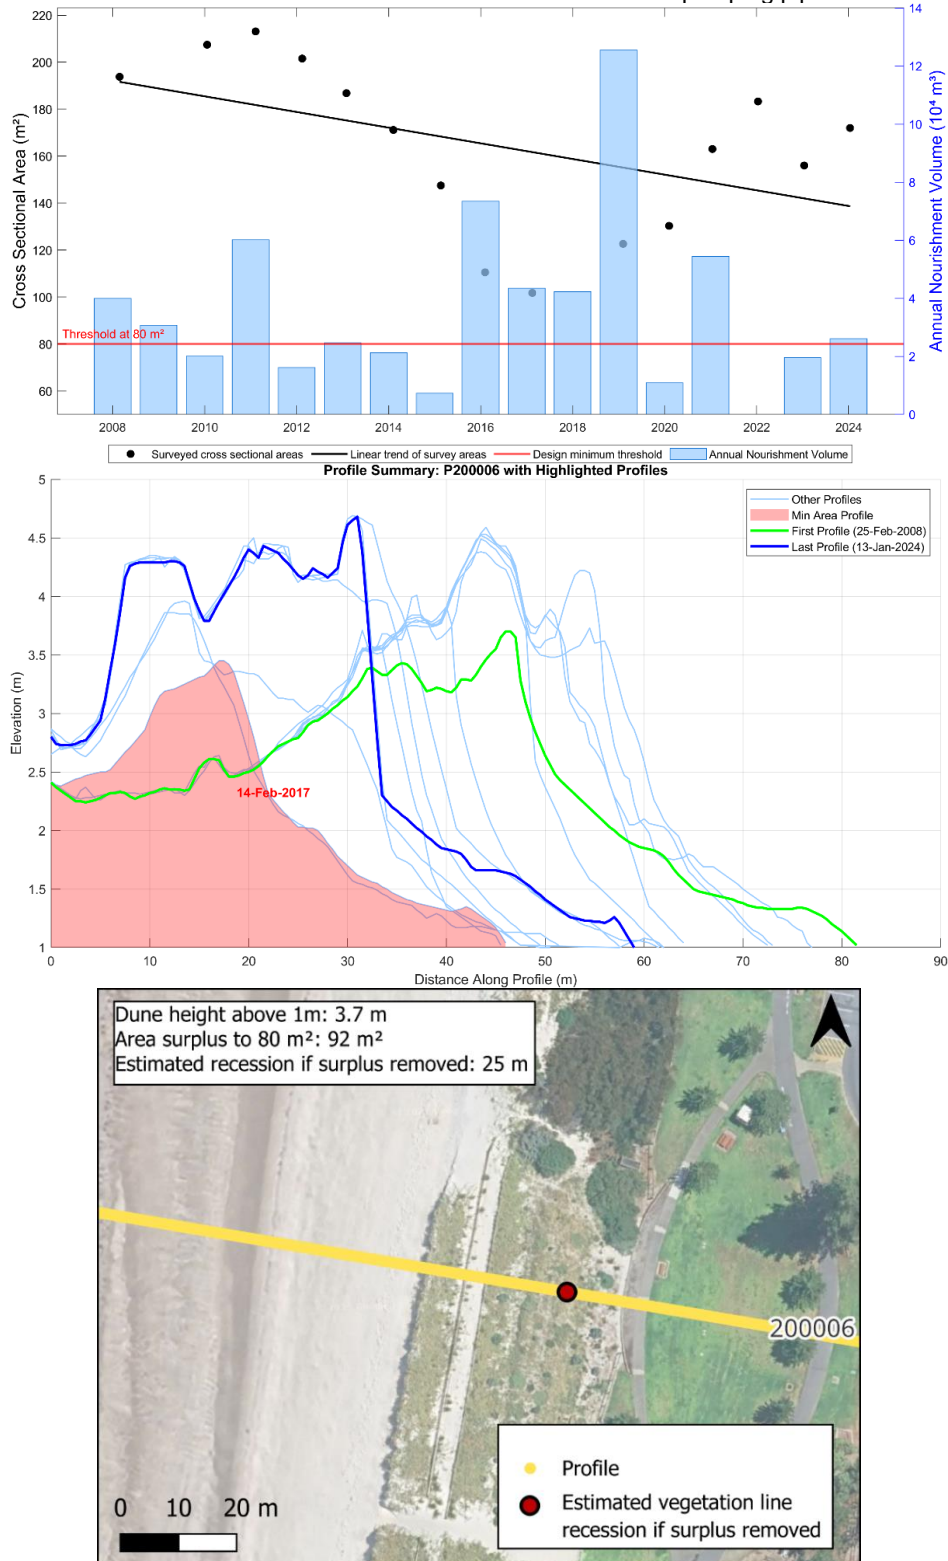 220
200
180
160
140
120
100
80
60
Cross Sectional Area (m²)
Threshold at 80 m²
14
12
10
8
6
4
2
0
Annual Nourishment Volume (10⁴ m³)
2008 2010 2012 2014 2016 2018 2020 2022 2024
Surveyed cross sectional areas Linear trend of survey areas Design minimum threshold Annual Nourishment Volume
Profile Summary: P200006 with Highlighted Profiles
5
4.5
4
3.5
3
2.5
2
1.5
1
Elevation (m)
Other Profiles
Min Area Profile
First Profile (25-Feb-2008)
Last Profile (13-Jan-2024)
14-Feb-2017
0 10 20 30 40 50 60 70 80 90
Distance Along Profile (m)
Dune height above 1m: 3.7 m
Area surplus to 80 m²: 92 m²
Estimated recession if surplus removed: 25 m
200006
Profile
Estimated vegetation line
recession if surplus removed
0 10 20 m